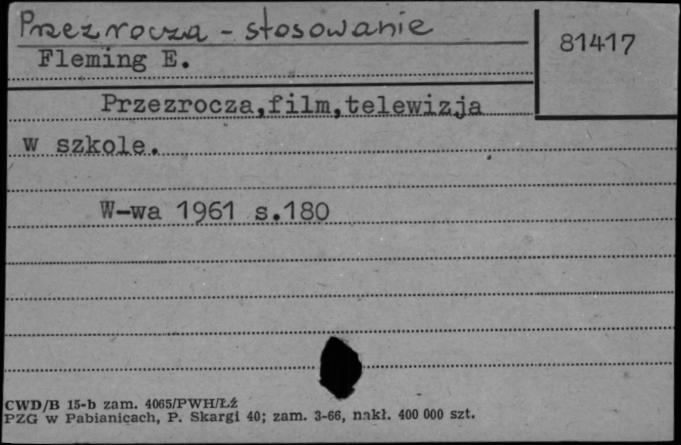 Przezrocza - stosowanie
81417
Fleming E.
Przezrocza,film,telewizja
w szkole.
W-wa 1961 s.180
CWD/B 15-b zam. 4065/PWH/Łź
PZG w Pabianicach, P. Skargi 40; zam. 3-66, nakł. 400 000 szt.